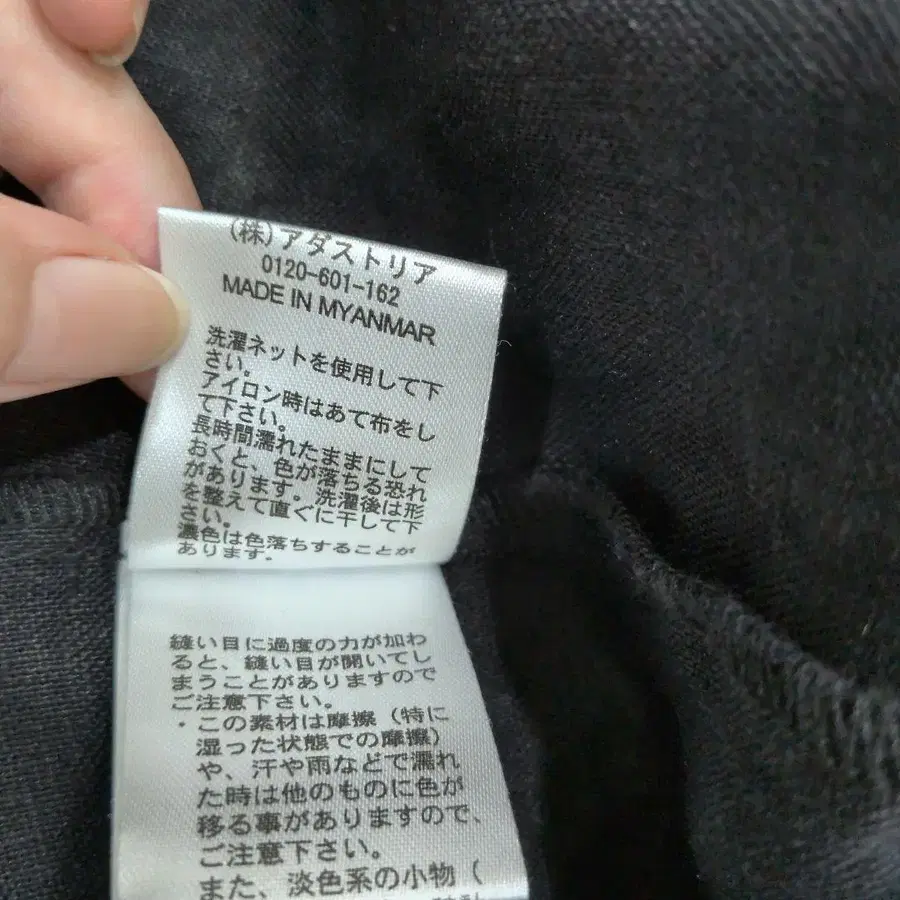 (株)アダストリア
0120-601-162
MADE IN MYANMAR
洗濯ネットを使用して下
さい。
アイロン時はあて布をし
て下さい。
長時間濡れたままにして
おくと、色が落ちる恐れ
があります。洗濯後は形
を整えて直ぐに干して下
さい。
濃色は色落ちすることが
あります。
縫い目に過度の力が加わ
ると、縫い目が開いてし
まうことがありますので
ご注意下さい。
・この素材は摩擦（特に
湿った状態での摩擦）
や、汗や雨などで濡れ
た時は他のものに色が
移る事がありますので、
ご注意下さい。
また、淡色系の小物（